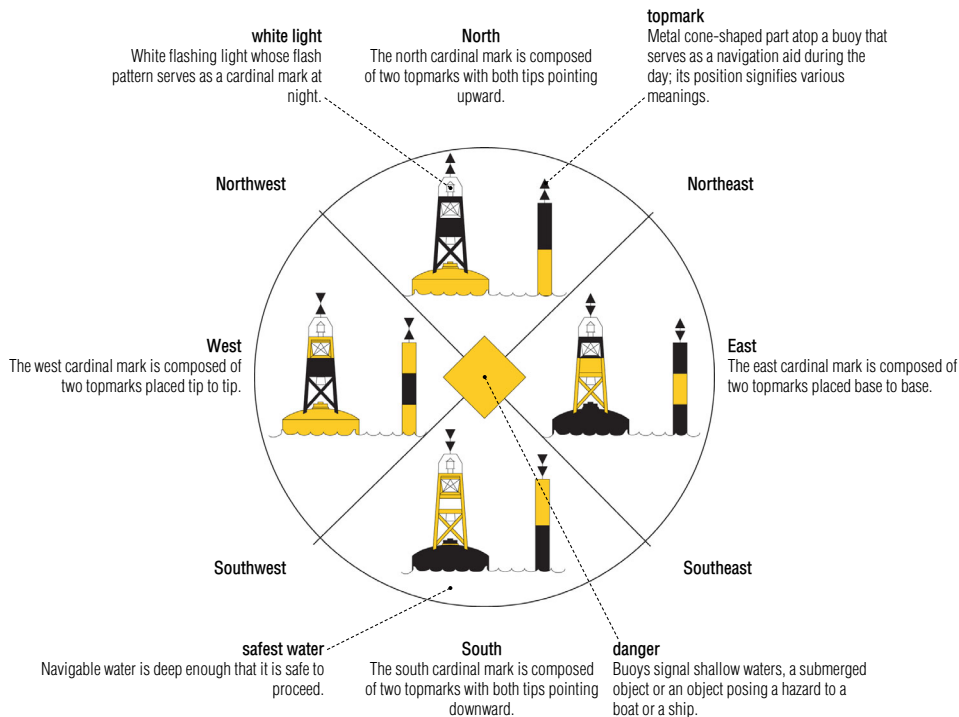 white light
White flashing light whose flash
pattern serves as a cardinal mark at
night.
North
The north cardinal mark is composed
of two topmarks with both tips pointing
upward.
topmark
Metal cone-shaped part atop a buoy that
serves as a navigation aid during the
day; its position signifies various
meanings.
Northwest
Northeast
West
The west cardinal mark is composed of
two topmarks placed tip to tip.
East
The east cardinal mark is composed of
two topmarks placed base to base.
Southwest
Southeast
safest water
Navigable water is deep enough that it is safe to
proceed.
South
The south cardinal mark is composed
of two topmarks with both tips pointing
downward.
danger
Buoys signal shallow waters, a submerged
object or an object posing a hazard to a
boat or a ship.